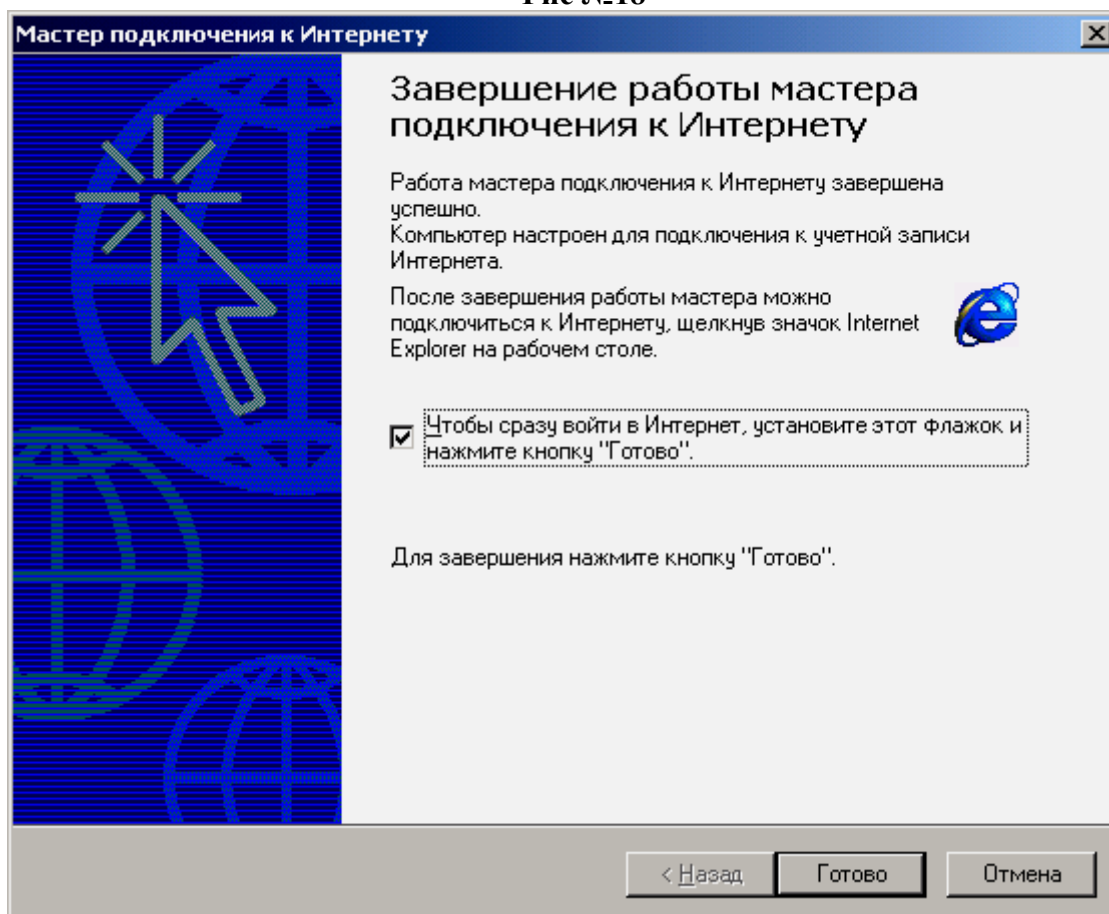 Мастер подключения к Интернету
Завершение работы мастера
подключения к Интернету
Работа мастера подключения к Интернету завершена
успешно.
Компьютер настроен для подключения к учетной записи
Интернета.
После завершения работы мастера можно
подключиться к Интернету, щелкнув значок Internet
Explorer на рабочем столе.
Чтобы сразу войти в Интернет, установите этот флажок и
нажмите кнопку "Готово".
Для завершения нажмите кнопку "Готово".
< Назад Готово Отмена